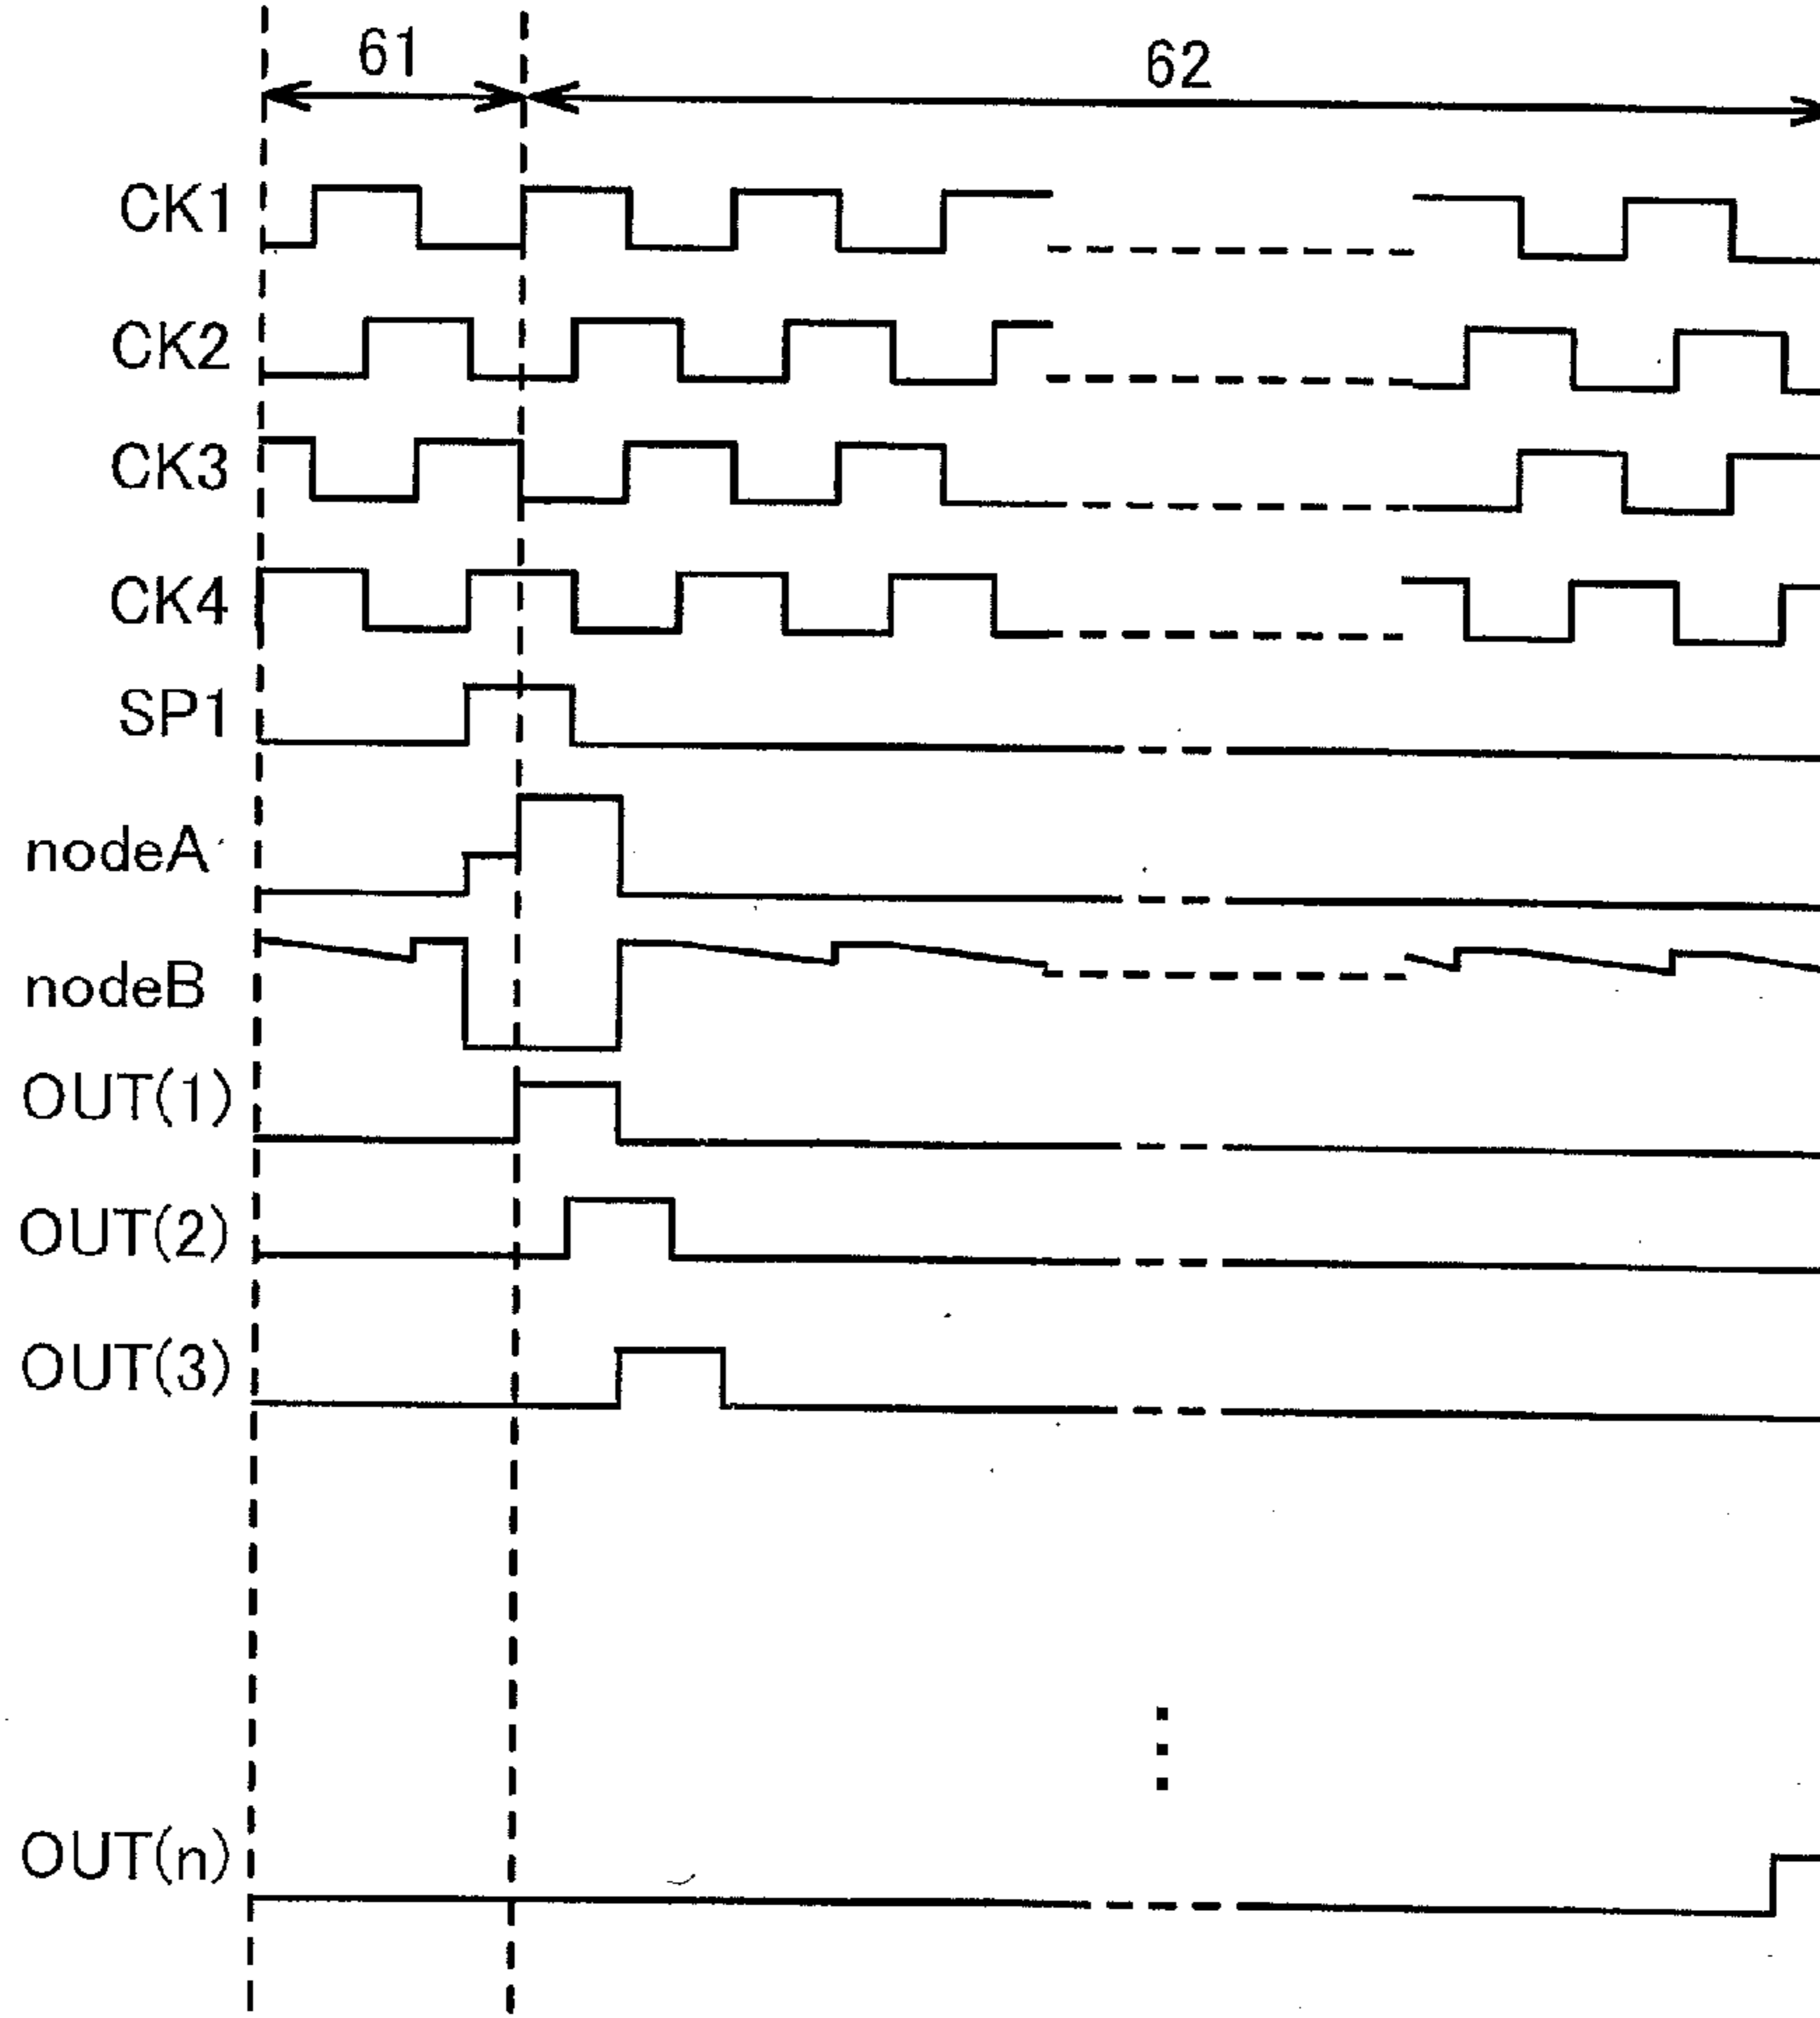 61
62
CK1
CK2
CK3
CK4
SP1
nodeA
nodeB
OUT(1)
OUT(2)
OUT(3)
OUT(n)